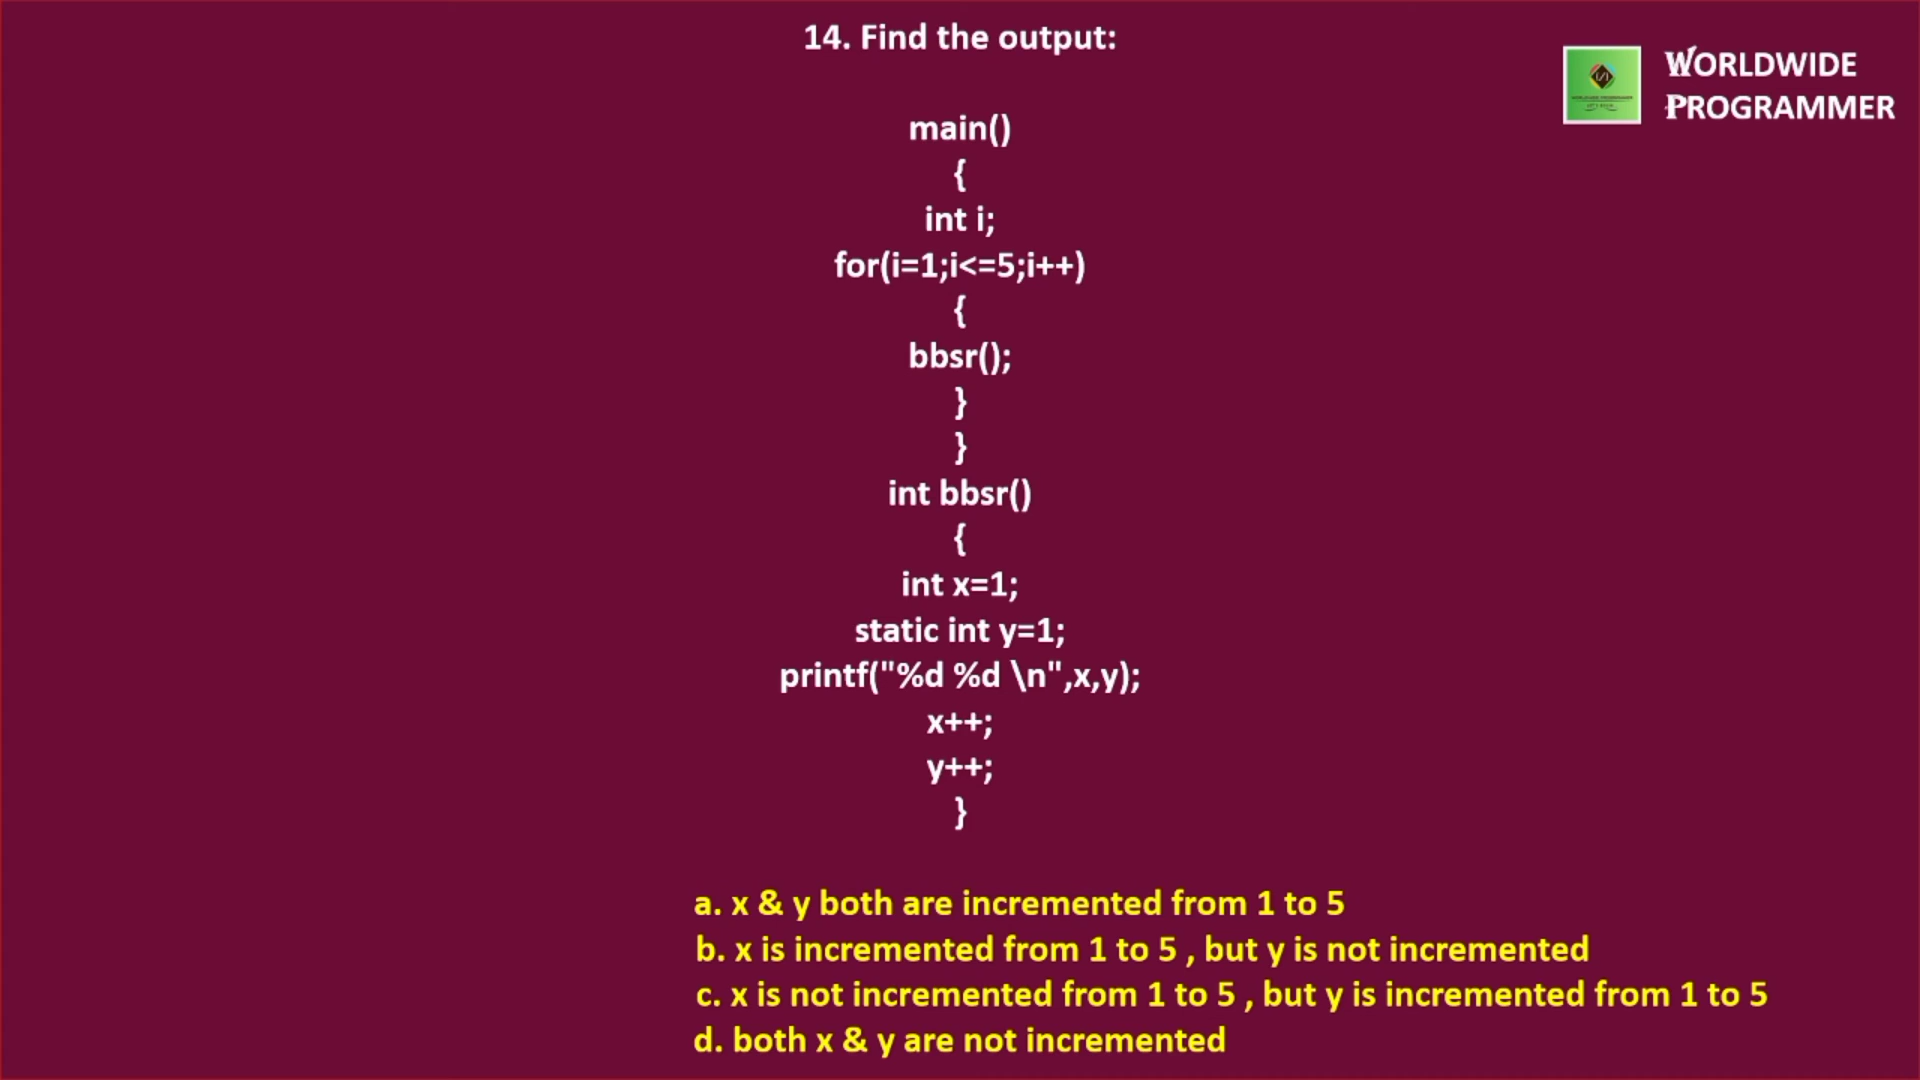 14. Find the output:
WORLDWIDE
PROGRAMMER
main()
{
int i;
for(i=1;i<=5;i++)
{
bbsr();
}
}
int bbsr()
{
int x=1;
static int y=1;
printf("%d %d \n",x,y);
x++;
y++;
}
a. x & y both are incremented from 1 to 5
b. x is incremented from 1 to 5 , but y is not incremented
c. x is not incremented from 1 to 5 , but y is incremented from 1 to 5
d. both x & y are not incremented